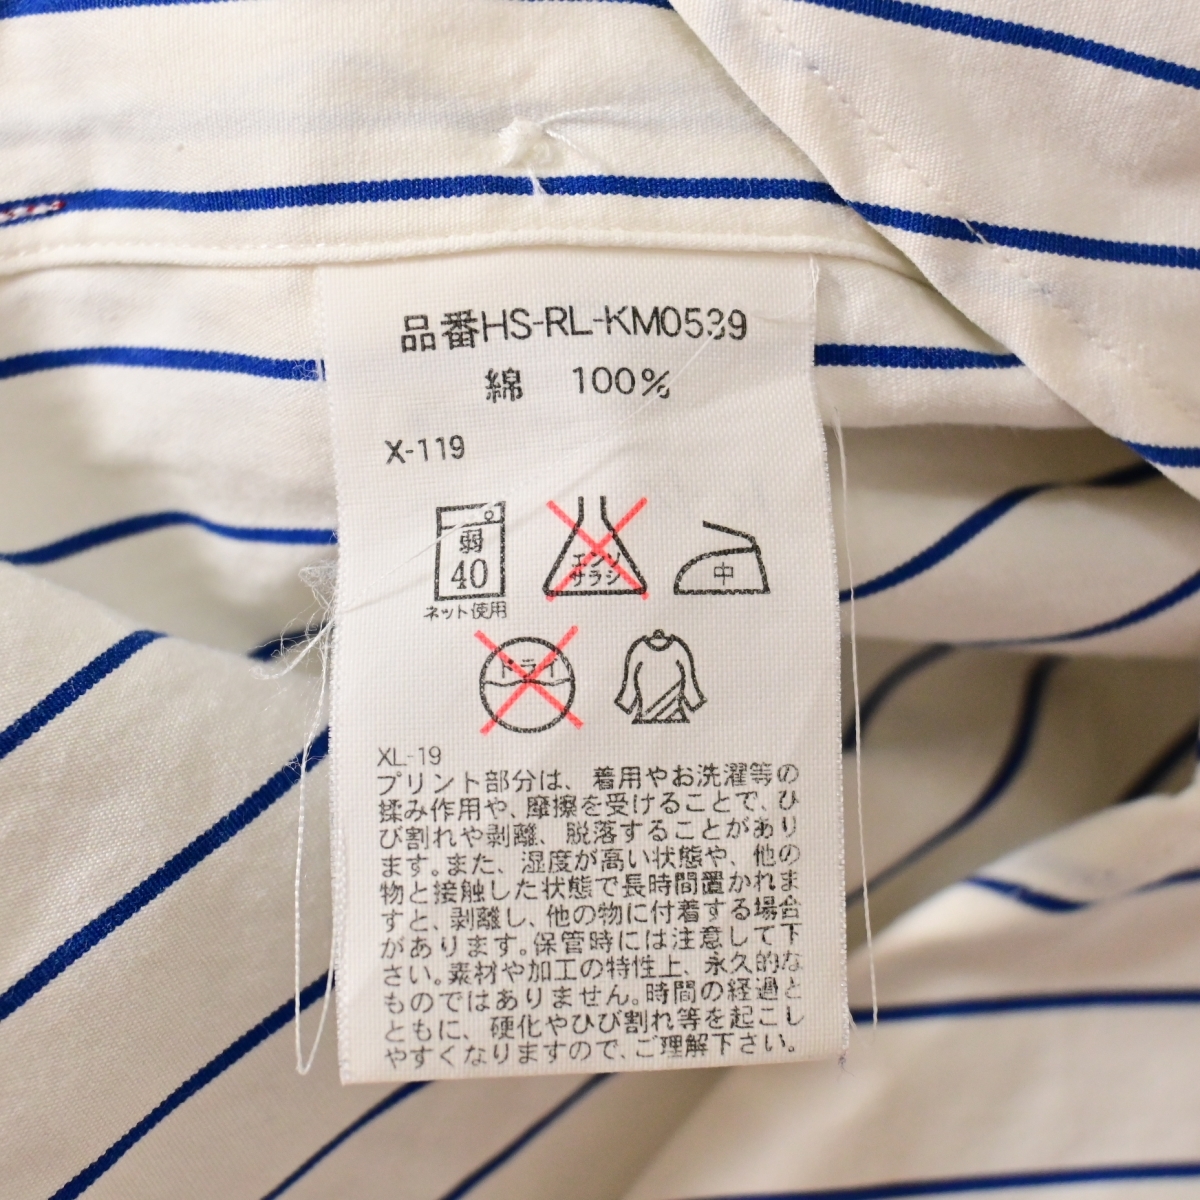 品番HS-RL-KM0539
綿 100%
X-119
弱
40
ネット使用
エンソ
サラシ
中
ドライ
XL-19
プリント部分は、着用やお洗濯等の
揉み作用や、摩擦を受けることで、ひ
び割れや剥離、脱落することがあり
ます。また、湿度が高い状態や、他の
物と接触した状態で長時間置かれま
すと、剥離し、他の物に付着する場合
があります。保管時には注意して下
さい。素材や加工の特性上、永久的な
ものではありません。時間の経過と
ともに、硬化やひび割れ等を起こし
やすくなりますので、ご理解下さい。